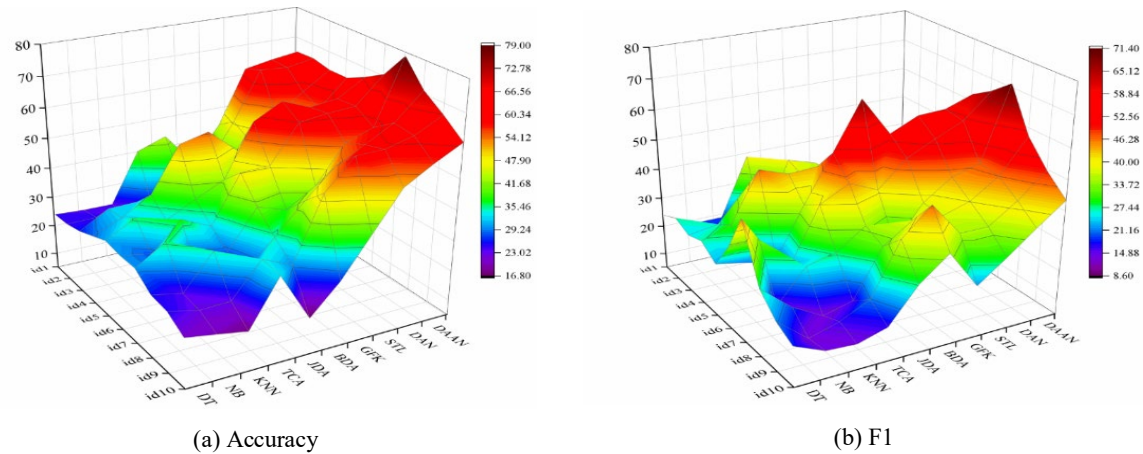 80
70
60
50
40
30
20
10
id1
id2
id3
id4
id5
id6
id7
id8
id9
id10
DT
NB
KNN
TCA
JDA
BDA
GFK
STL
DAN
DAAN
79.00
72.78
66.56
60.34
54.12
47.90
41.68
35.46
29.24
23.02
16.80
(a) Accuracy
80
70
60
50
40
30
20
10
id1
id2
id3
id4
id5
id6
id7
id8
id9
id10
DT
NB
KNN
TCA
JDA
BDA
GFK
STL
DAN
DAAN
71.40
65.12
58.84
52.56
46.28
40.00
33.72
27.44
21.16
14.88
8.60
(b) F1